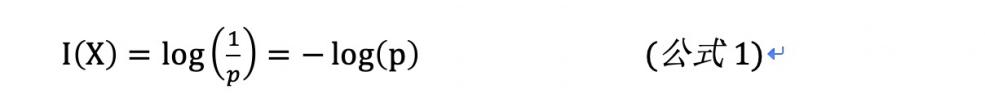 I(X) = log(1/p) = −log(p) (公式 1)↵